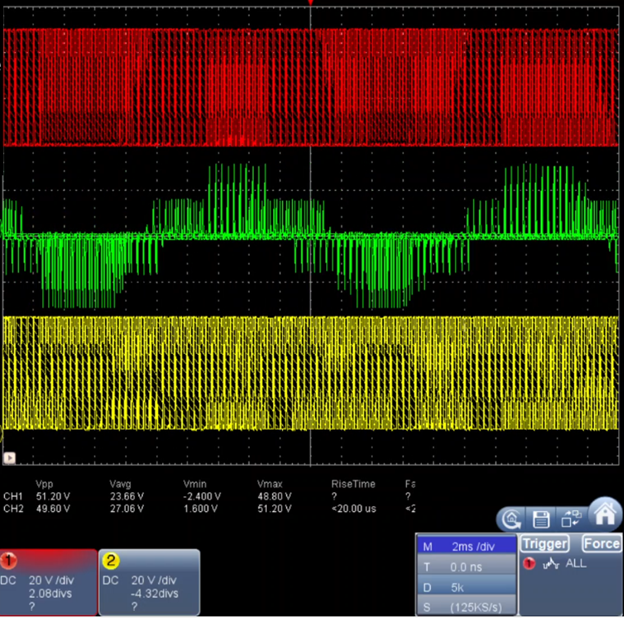 Vpp Vavg Vmin Vmax RiseTime Fa
CH1 51.20 V 23.66 V -2.400 V 48.80 V ? ?
CH2 49.60 V 27.06 V 1.600 V 51.20 V <20.00 us <2
1
DC 20 V /div
2.08divs
?
2
DC 20 V /div
-4.32divs
?
M 2ms /div
T 0.0 ns
D 5k
S (125KS/s)
Trigger Force
1 ALL